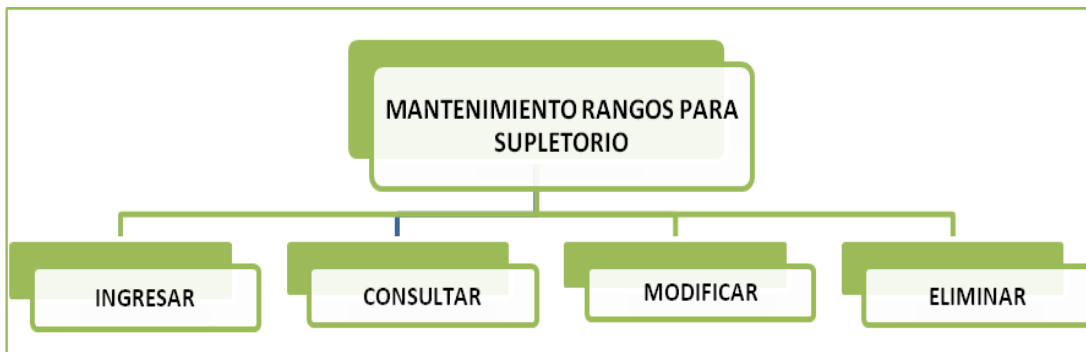 MANTENIMIENTO RANGOS PARA
SUPLETORIO
INGRESAR
CONSULTAR
MODIFICAR
ELIMINAR